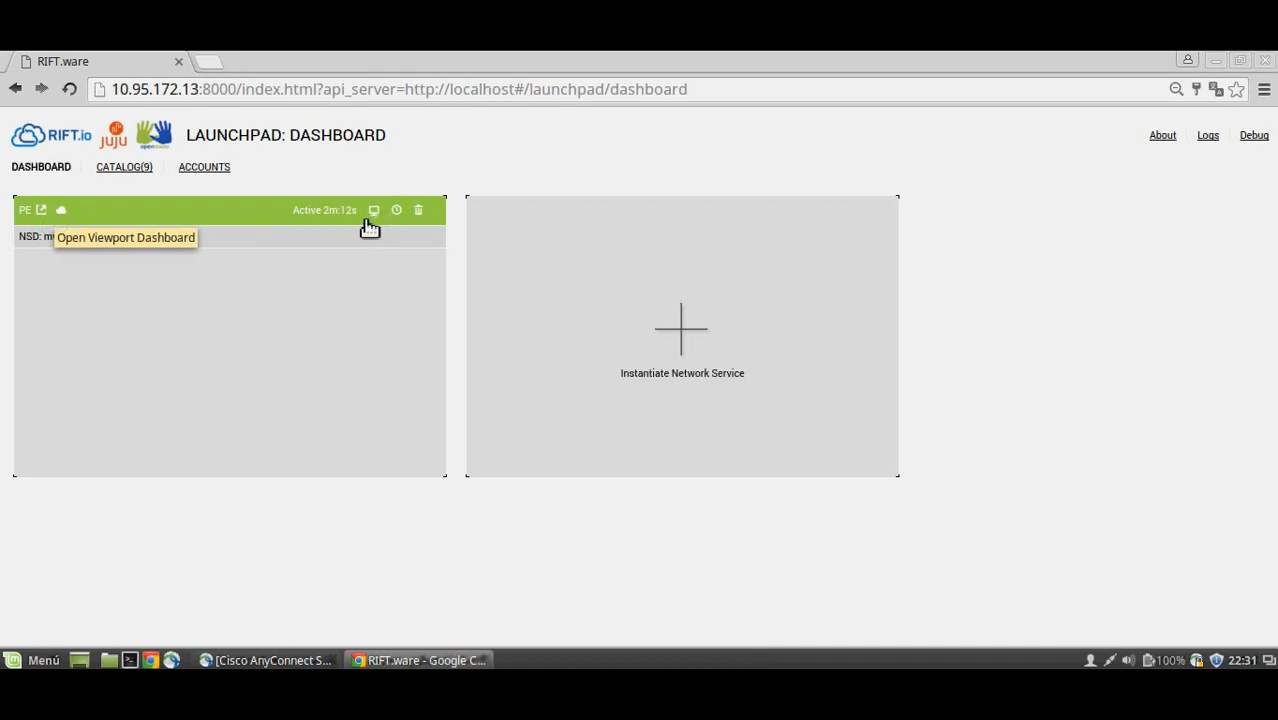 RIFT.ware
10.95.172.13:8000/index.html?api_server=http://localhost#/launchpad/dashboard
RIFT.io juju LAUNCHPAD: DASHBOARD
About Logs Debug
DASHBOARD CATALOG(9) ACCOUNTS
PE Active 2m:12s
NSD:
Open Viewport Dashboard
Instantiate Network Service
Menú [Cisco AnyConnect S... RIFT.ware - Google C... 100% 22:31